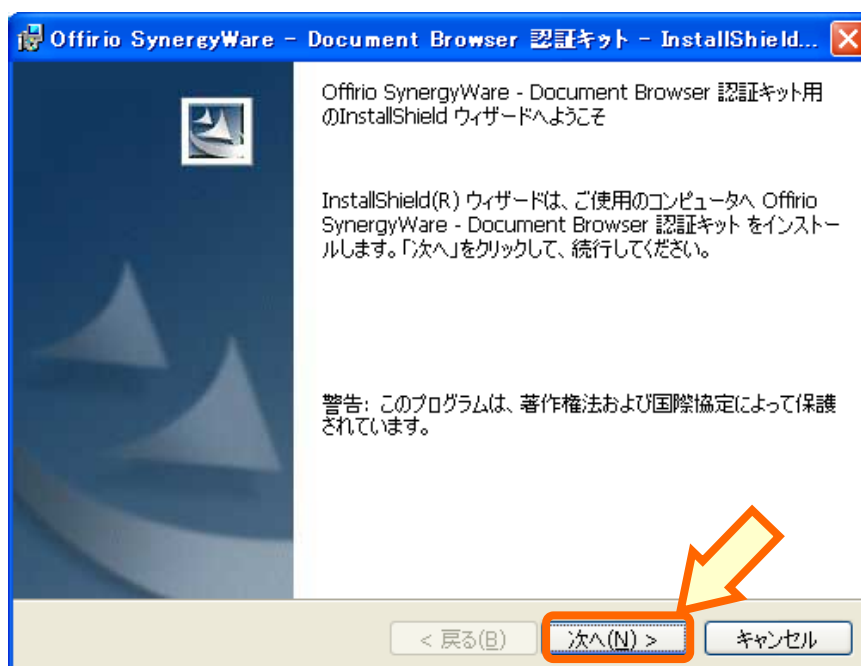 Offirio SynergyWare - Document Browser 認証キット - InstallShield...
Offirio SynergyWare - Document Browser 認証キット用
のInstallShield ウィザードへようこそ
InstallShield(R) ウィザードは、ご使用のコンピュータへ Offirio
SynergyWare - Document Browser 認証キット をインストー
ルします。「次へ」をクリックして、続行してください。
警告: このプログラムは、著作権法および国際協定によって保護
されています。
< 戻る(B)
次へ(N) >
キャンセル